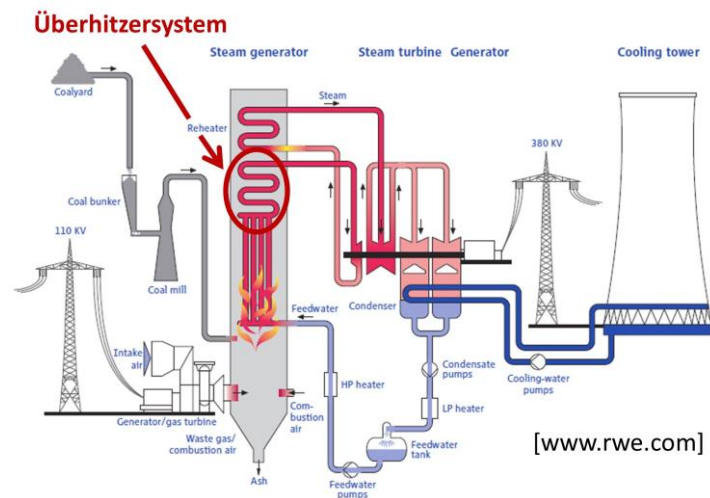 Überhitzersystem
Steam generator
Steam turbine Generator
Cooling tower
Coalyard
Steam
Reheater
380 KV
Coal bunker
110 KV
Coal mill
Feedwater
Condenser
Intake
air
HP heater
Condensate
pumps
Cooling-water
pumps
Com-
bustion
air
LP heater
Generator/gas turbine
Waste gas/
combustion air
Feedwater
tank
[www.rwe.com]
Ash
Feedwater
pumps